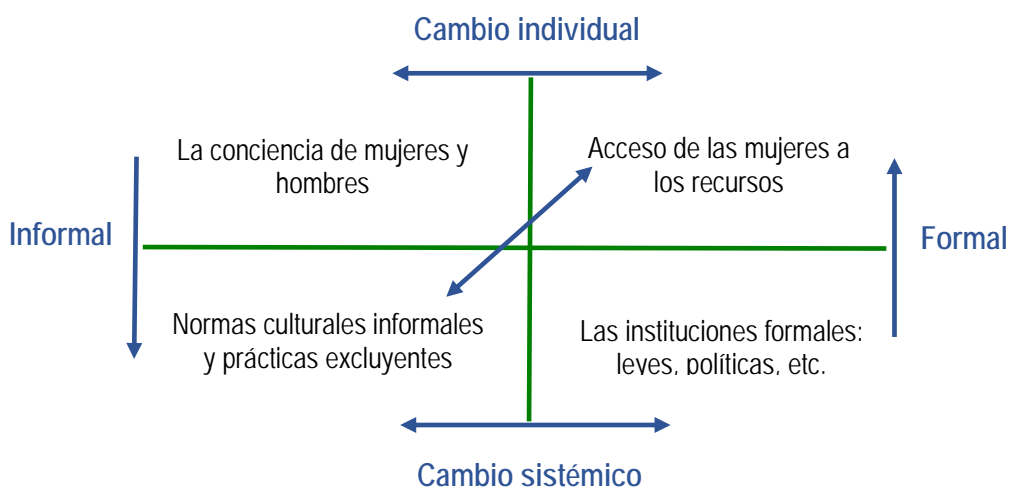 Cambio individual
La conciencia de mujeres y
hombres
Acceso de las mujeres a
los recursos
Informal
Formal
Normas culturales informales
y prácticas excluyentes
Las instituciones formales:
leyes, políticas, etc.
Cambio sistémico